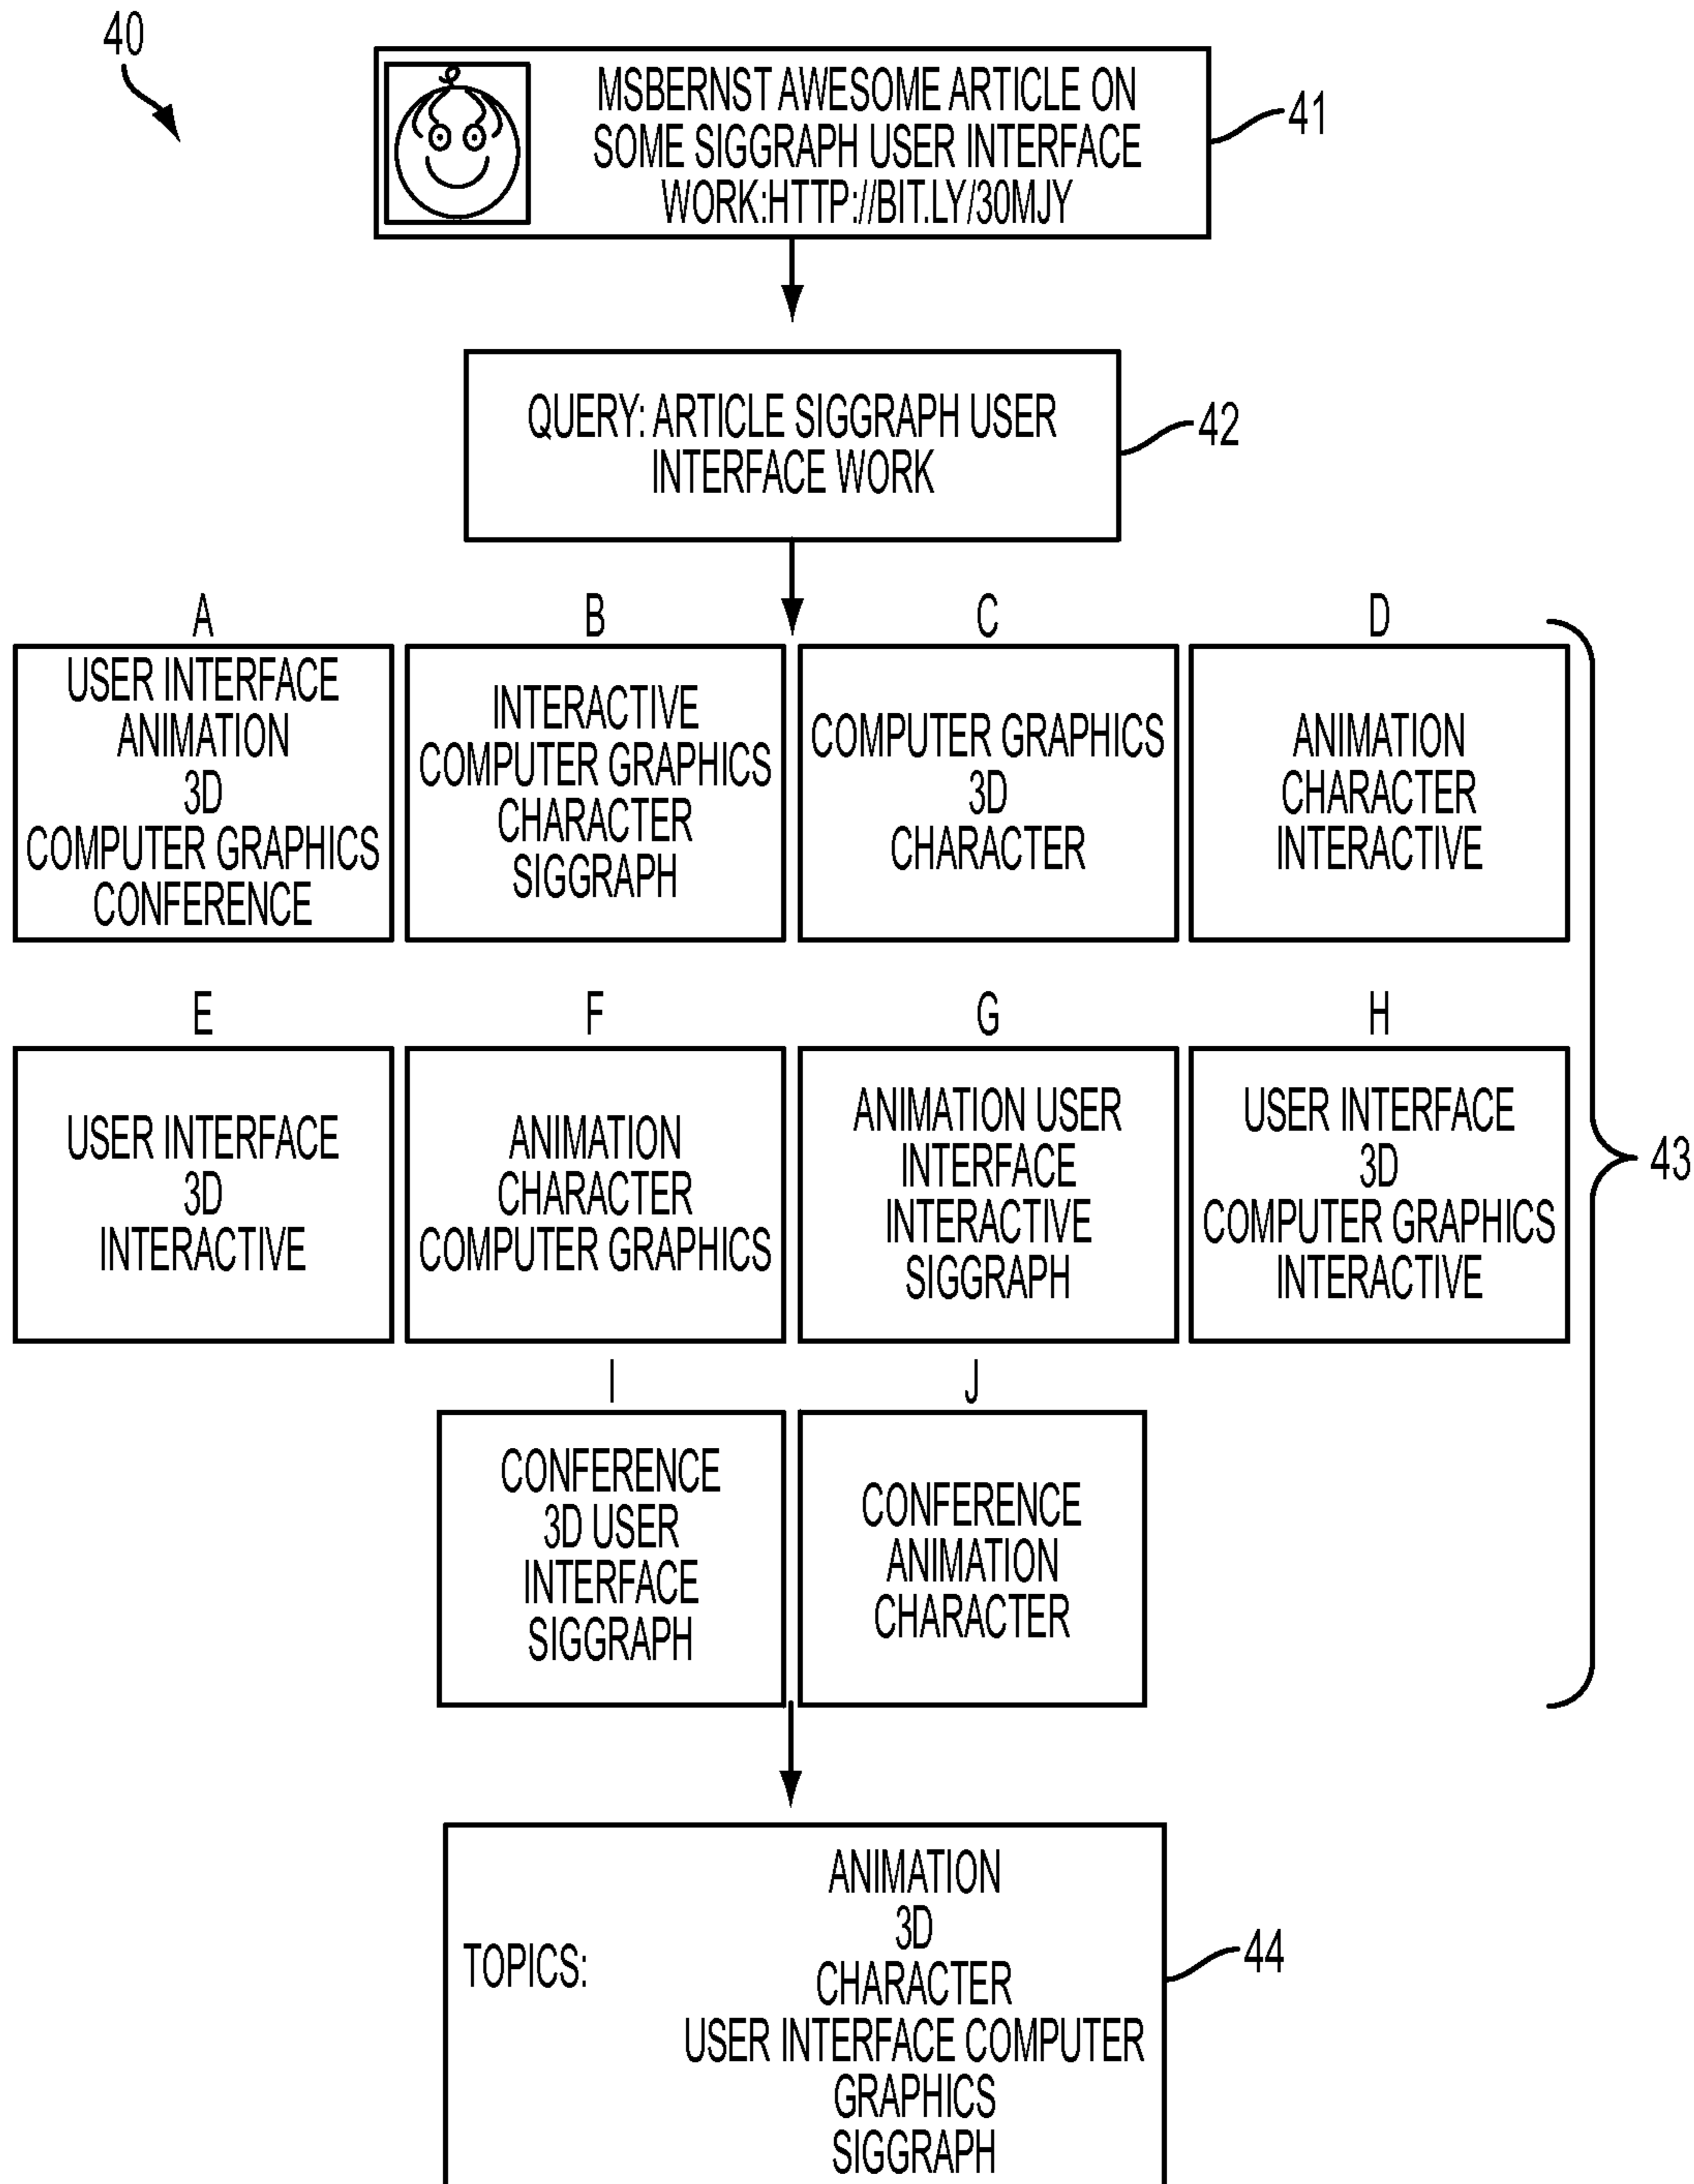 40
MSBERNST AWESOME ARTICLE ON
SOME SIGGRAPH USER INTERFACE
WORK:HTTP://BIT.LY/30MJY
41
QUERY: ARTICLE SIGGRAPH USER
INTERFACE WORK
42
A
USER INTERFACE
ANIMATION
3D
COMPUTER GRAPHICS
CONFERENCE
B
INTERACTIVE
COMPUTER GRAPHICS
CHARACTER
SIGGRAPH
C
COMPUTER GRAPHICS
3D
CHARACTER
D
ANIMATION
CHARACTER
INTERACTIVE
E
USER INTERFACE
3D
INTERACTIVE
F
ANIMATION
CHARACTER
COMPUTER GRAPHICS
G
ANIMATION USER
INTERFACE
INTERACTIVE
SIGGRAPH
H
USER INTERFACE
3D
COMPUTER GRAPHICS
INTERACTIVE
43
I
CONFERENCE
3D USER
INTERFACE
SIGGRAPH
J
CONFERENCE
ANIMATION
CHARACTER
TOPICS:
ANIMATION
3D
CHARACTER
USER INTERFACE COMPUTER
GRAPHICS
SIGGRAPH
44